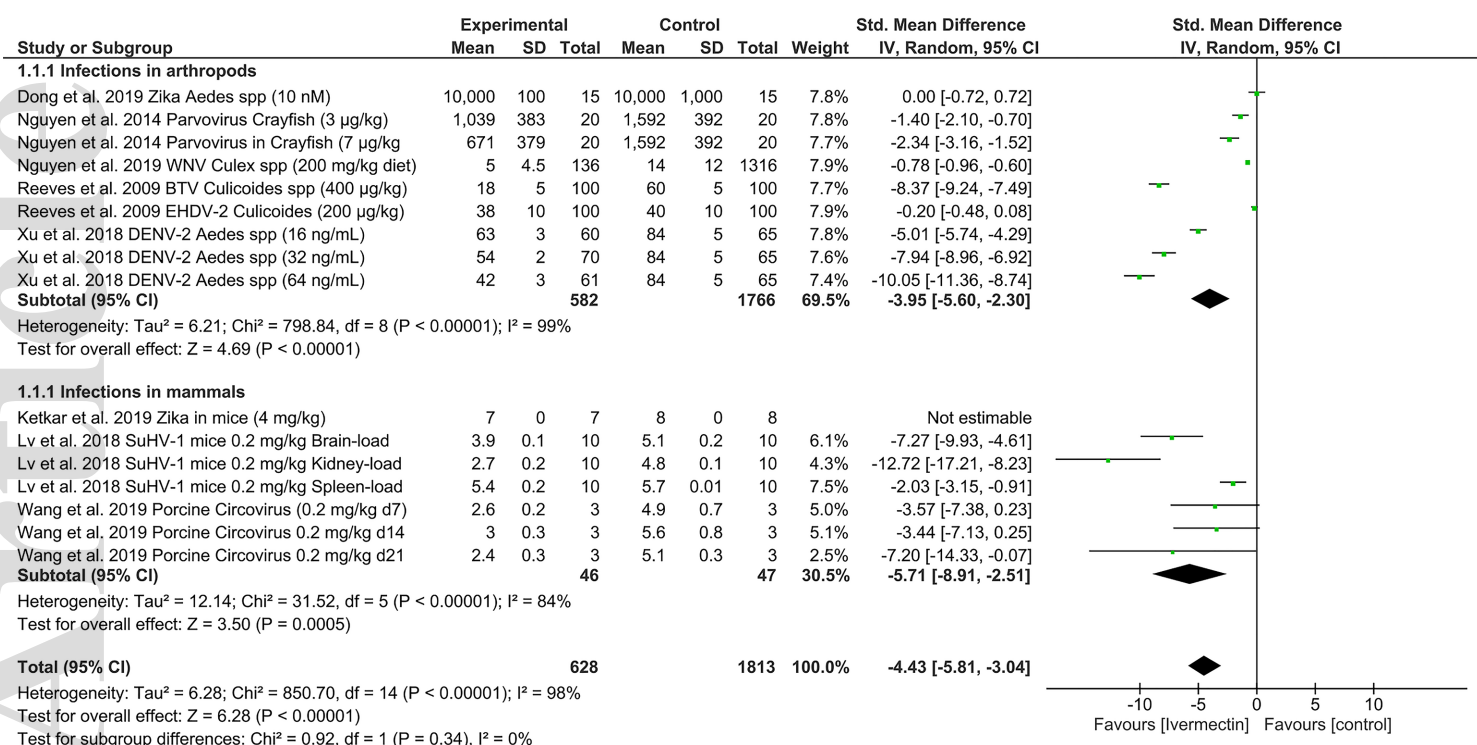 Experimental Control Std. Mean Difference Std. Mean Difference
Study or Subgroup Mean SD Total Mean SD Total Weight IV, Random, 95% CI IV, Random, 95% CI
1.1.1 Infections in arthropods
Dong et al. 2019 Zika Aedes spp (10 nM) 10,000 100 15 10,000 1,000 15 7.8% 0.00 [-0.72, 0.72]
Nguyen et al. 2014 Parvovirus Crayfish (3 µg/kg) 1,039 383 20 1,592 392 20 7.8% -1.40 [-2.10, -0.70]
Nguyen et al. 2014 Parvovirus in Crayfish (7 µg/kg 671 379 20 1,592 392 20 7.7% -2.34 [-3.16, -1.52]
Nguyen et al. 2019 WNV Culex spp (200 mg/kg diet) 5 4.5 136 14 12 1316 7.9% -0.78 [-0.96, -0.60]
Reeves et al. 2009 BTV Culicoides spp (400 µg/kg) 18 5 100 60 5 100 7.7% -8.37 [-9.24, -7.49]
Reeves et al. 2009 EHDV-2 Culicoides (200 µg/kg) 38 10 100 40 10 100 7.9% -0.20 [-0.48, 0.08]
Xu et al. 2018 DENV-2 Aedes spp (16 ng/mL) 63 3 60 84 5 65 7.8% -5.01 [-5.74, -4.29]
Xu et al. 2018 DENV-2 Aedes spp (32 ng/mL) 54 2 70 84 5 65 7.6% -7.94 [-8.96, -6.92]
Xu et al. 2018 DENV-2 Aedes spp (64 ng/mL) 42 3 61 84 5 65 7.4% -10.05 [-11.36, -8.74]
Subtotal (95% CI) 582 1766 69.5% -3.95 [-5.60, -2.30]
Heterogeneity: Tau² = 6.21; Chi² = 798.84, df = 8 (P < 0.00001); I² = 99%
Test for overall effect: Z = 4.69 (P < 0.00001)
1.1.1 Infections in mammals
Ketkar et al. 2019 Zika in mice (4 mg/kg) 7 0 7 8 0 8 Not estimable
Lv et al. 2018 SuHV-1 mice 0.2 mg/kg Brain-load 3.9 0.1 10 5.1 0.2 10 6.1% -7.27 [-9.93, -4.61]
Lv et al. 2018 SuHV-1 mice 0.2 mg/kg Kidney-load 2.7 0.2 10 4.8 0.1 10 4.3% -12.72 [-17.21, -8.23]
Lv et al. 2018 SuHV-1 mice 0.2 mg/kg Spleen-load 5.4 0.2 10 5.7 0.01 10 7.5% -2.03 [-3.15, -0.91]
Wang et al. 2019 Porcine Circovirus (0.2 mg/kg d7) 2.6 0.2 3 4.9 0.7 3 5.0% -3.57 [-7.38, 0.23]
Wang et al. 2019 Porcine Circovirus 0.2 mg/kg d14 3 0.3 3 5.6 0.8 3 5.1% -3.44 [-7.13, 0.25]
Wang et al. 2019 Porcine Circovirus 0.2 mg/kg d21 2.4 0.3 3 5.1 0.3 3 2.5% -7.20 [-14.33, -0.07]
Subtotal (95% CI) 46 47 30.5% -5.71 [-8.91, -2.51]
Heterogeneity: Tau² = 12.14; Chi² = 31.52, df = 5 (P < 0.00001); I² = 84%
Test for overall effect: Z = 3.50 (P = 0.0005)
Total (95% CI) 628 1813 100.0% -4.43 [-5.81, -3.04]
Heterogeneity: Tau² = 6.28; Chi² = 850.70, df = 14 (P < 0.00001); I² = 98%
Test for overall effect: Z = 6.28 (P < 0.00001)
Test for subgroup differences: Chi² = 0.92, df = 1 (P = 0.34), I² = 0%
-10 -5 0 5 10
Favours [Ivermectin] Favours [control]
Article